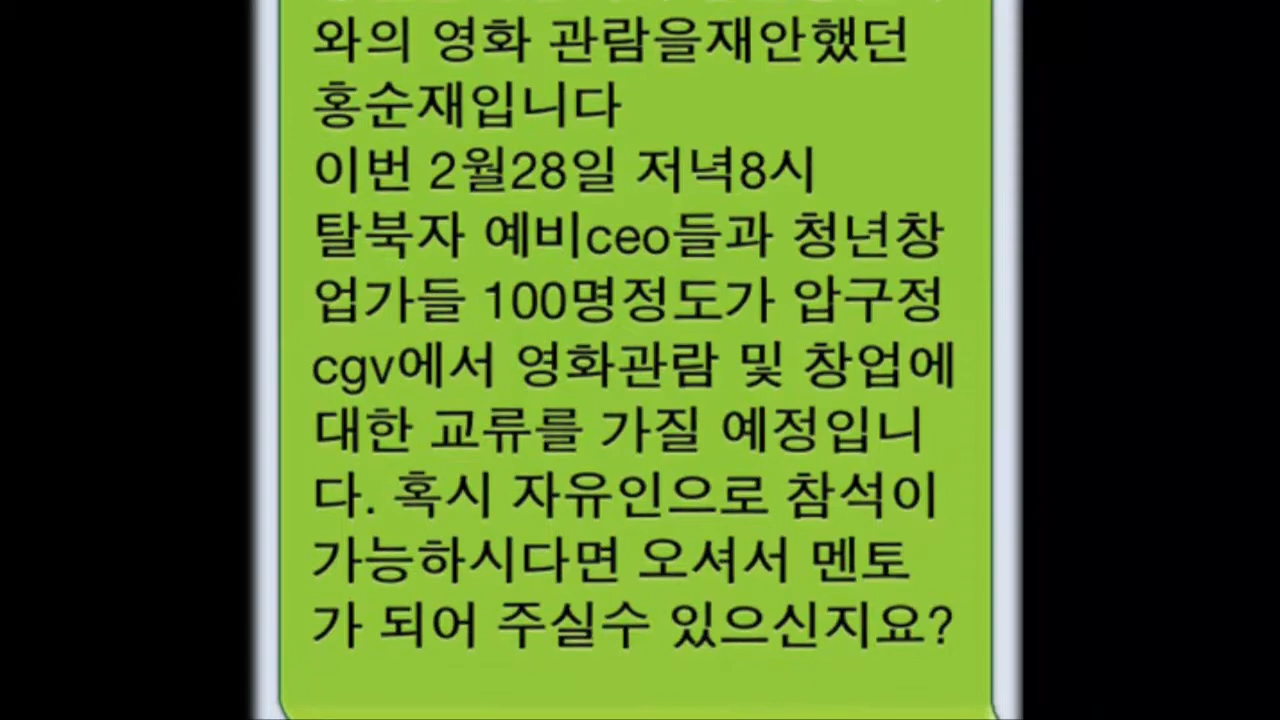 와의 영화 관람을재안했던
홍순재입니다
이번 2월28일 저녁8시
탈북자 예비ceo들과 청년창
업가들 100명정도가 압구정
cgv에서 영화관람 및 창업에
대한 교류를 가질 예정입니
다. 혹시 자유인으로 참석이
가능하시다면 오셔서 멘토
가 되어 주실수 있으신지요?